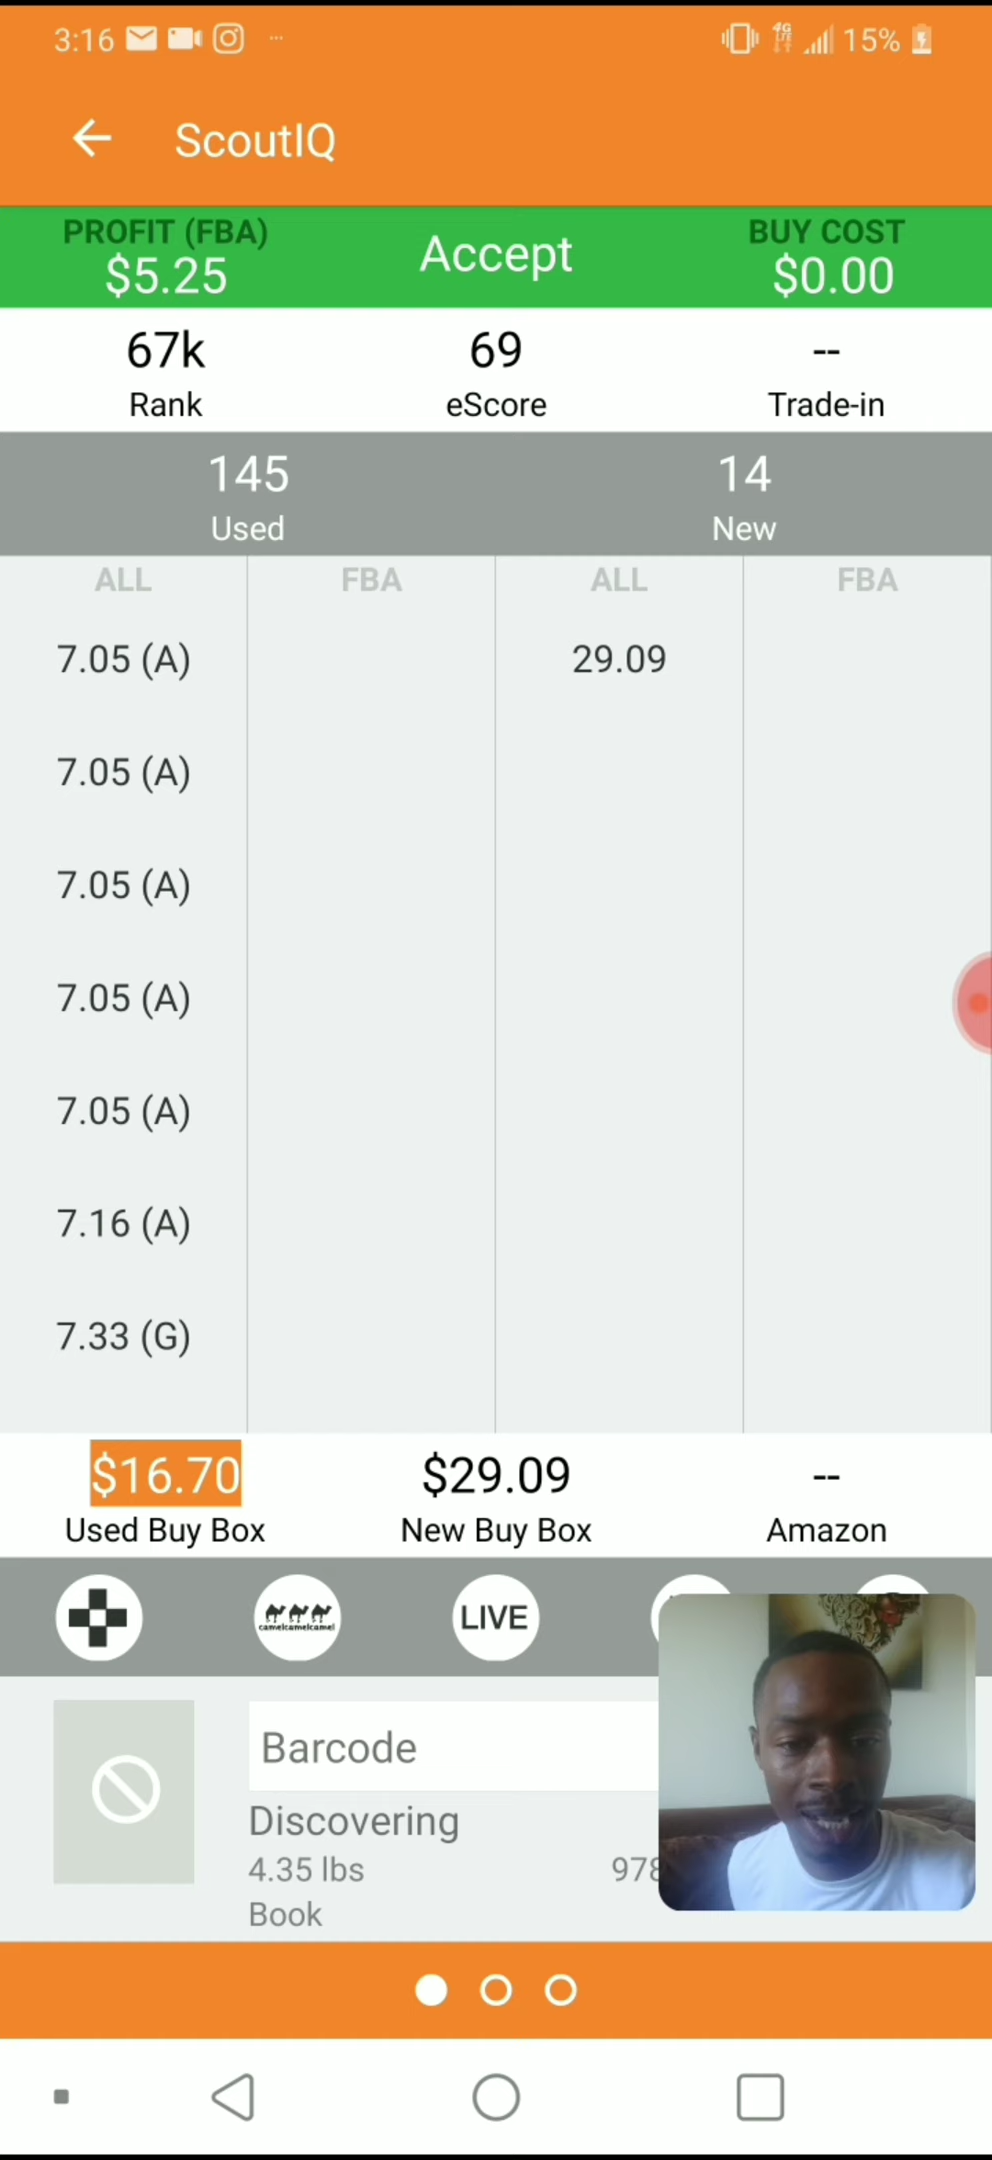 3:16 ··· 4G LTE 15%
ScoutIQ
PROFIT (FBA) Accept BUY COST
$5.25 $0.00
67k 69 --
Rank eScore Trade-in
145 14
Used New
ALL FBA ALL FBA
7.05 (A) 29.09
7.05 (A)
7.05 (A)
7.05 (A)
7.05 (A)
7.16 (A)
7.33 (G)
$16.70 $29.09 --
Used Buy Box New Buy Box Amazon
camelcamelcamel LIVE
Barcode
Discovering
4.35 lbs 978
Book